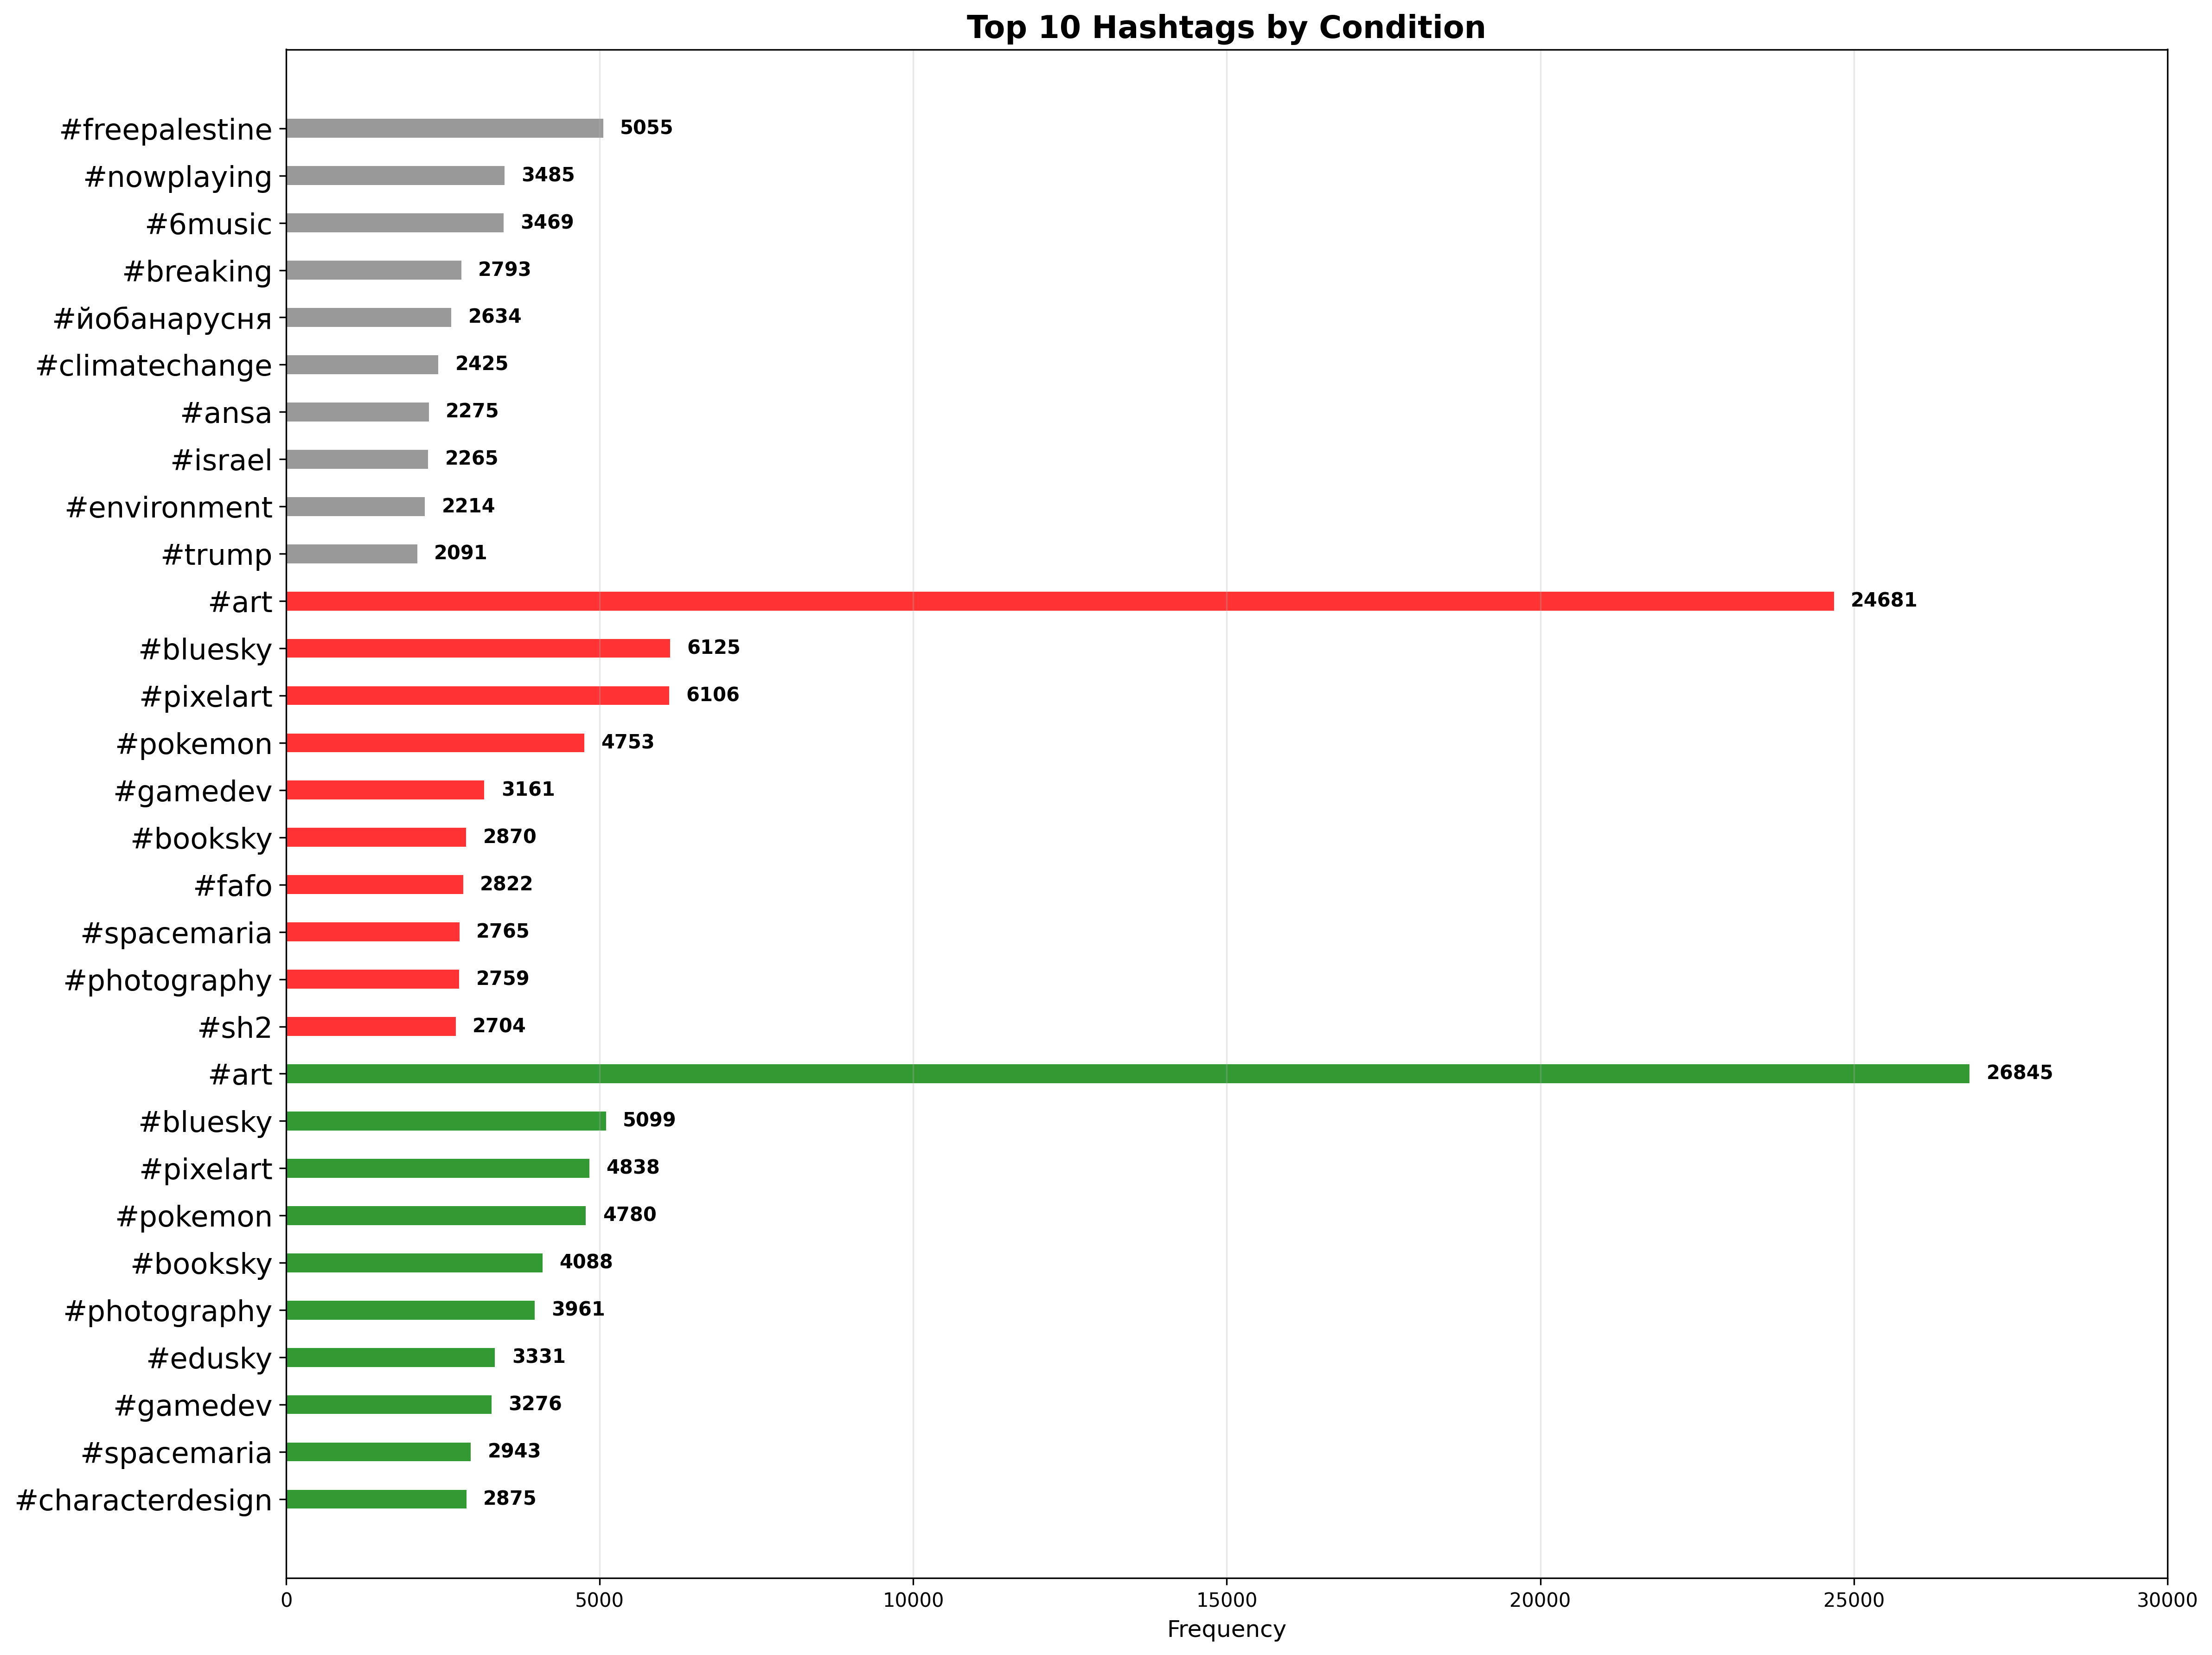 Top 10 Hashtags by Condition
#freepalestine 5055
#nowplaying 3485
#6music 3469
#breaking 2793
#йобанарусня 2634
#climatechange 2425
#ansa 2275
#israel 2265
#environment 2214
#trump 2091
#art 24681
#bluesky 6125
#pixelart 6106
#pokemon 4753
#gamedev 3161
#booksky 2870
#fafo 2822
#spacemaria 2765
#photography 2759
#sh2 2704
#art 26845
#bluesky 5099
#pixelart 4838
#pokemon 4780
#booksky 4088
#photography 3961
#edusky 3331
#gamedev 3276
#spacemaria 2943
#characterdesign 2875
0 5000 10000 15000 20000 25000 30000
Frequency